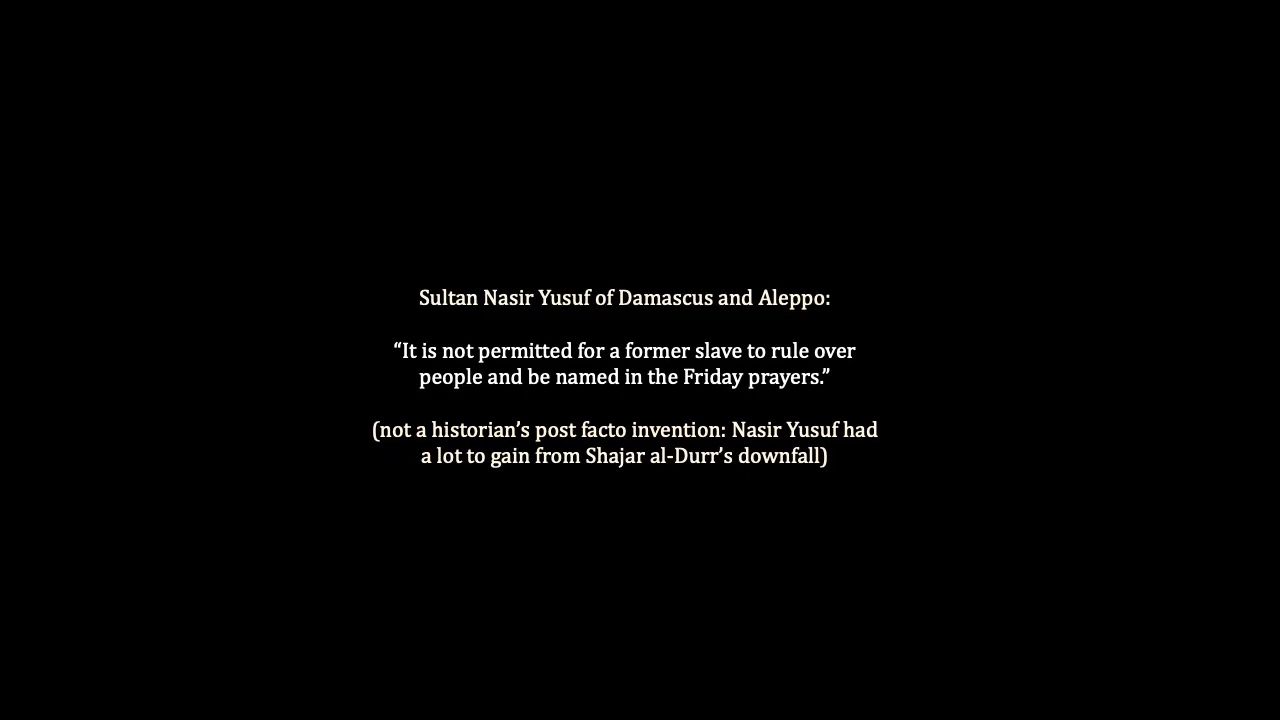 Sultan Nasir Yusuf of Damascus and Aleppo:
“It is not permitted for a former slave to rule over
people and be named in the Friday prayers.”
(not a historian’s post facto invention: Nasir Yusuf had
a lot to gain from Shajar al-Durr’s downfall)